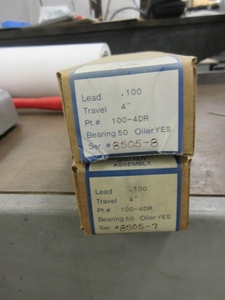 Lead .100
Travel 4"
Pt.# 100-4DR
Bearing 50 Oiler YES
Ser. # 8505-8
ASSEMBLY
Lead .100
Travel 4"
Pt.# 100-4DR
Bearing 50 Oiler YES
Ser. # 8505-7